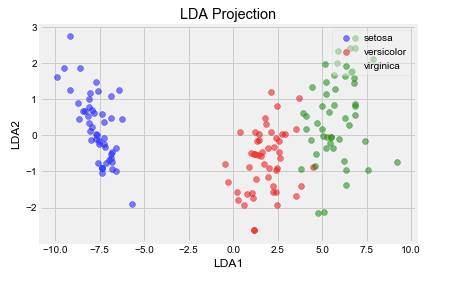 LDA Projection
setosa
versicolor
virginica
3
2
1
0
−1
−2
LDA2
−10.0 −7.5 −5.0 −2.5 0.0 2.5 5.0 7.5 10.0
LDA1